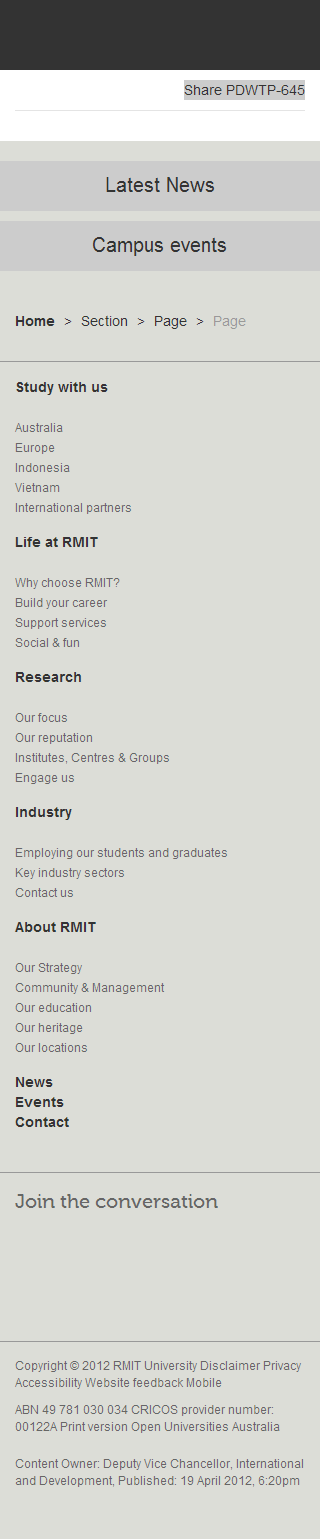 Share PDWTP-645
Latest News
Campus events
Home > Section > Page > Page
Study with us
Australia
Europe
Indonesia
Vietnam
International partners
Life at RMIT
Why choose RMIT?
Build your career
Support services
Social & fun
Research
Our focus
Our reputation
Institutes, Centres & Groups
Engage us
Industry
Employing our students and graduates
Key industry sectors
Contact us
About RMIT
Our Strategy
Community & Management
Our education
Our heritage
Our locations
News
Events
Contact
Join the conversation
Copyright © 2012 RMIT University Disclaimer Privacy
Accessibility Website feedback Mobile
ABN 49 781 030 034 CRICOS provider number:
00122A Print version Open Universities Australia
Content Owner: Deputy Vice Chancellor, International
and Development, Published: 19 April 2012, 6:20pm